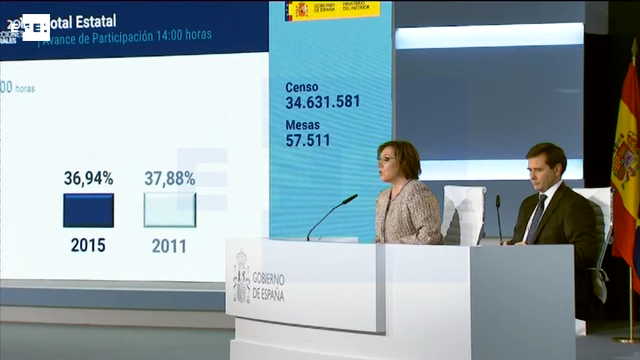 Total Estatal
Avance de Participación 14:00 horas
00 horas
36,94%
37,88%
2015
2011
GOBIERNO
DE ESPAÑA
MINISTERIO
DEL INTERIOR
Censo
34.631.581
Mesas
57.511
GOBIERNO
DE ESPAÑA